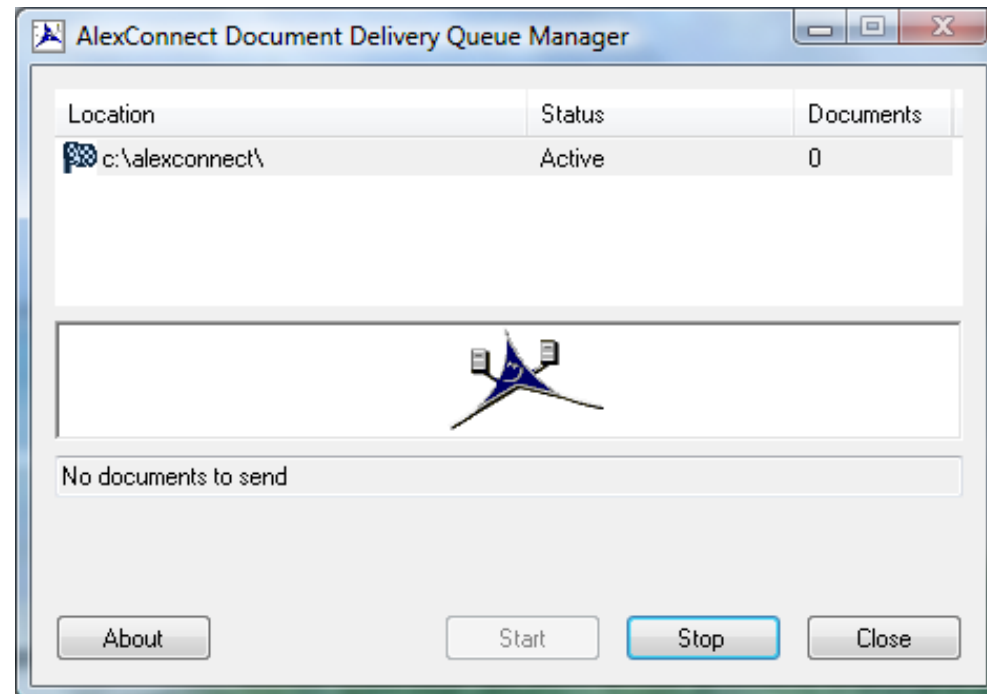 AlexConnect Document Delivery Queue Manager
Location Status Documents
c:\alexconnect\ Active 0
No documents to send
About Start Stop Close